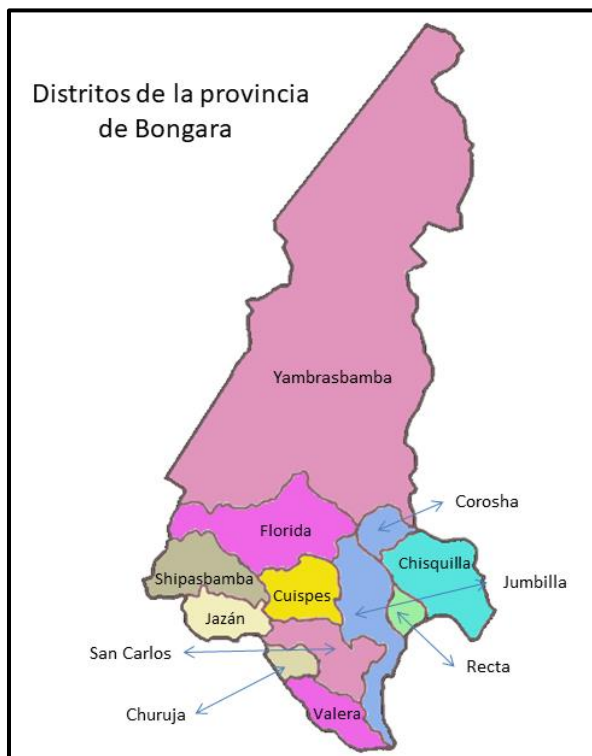 Distritos de la provincia
de Bongara
Yambrasbamba
Corosha
Florida
Chisquilla
Shipasbamba
Jumbilla
Cuispes
Jazán
San Carlos
Recta
Churuja
Valera